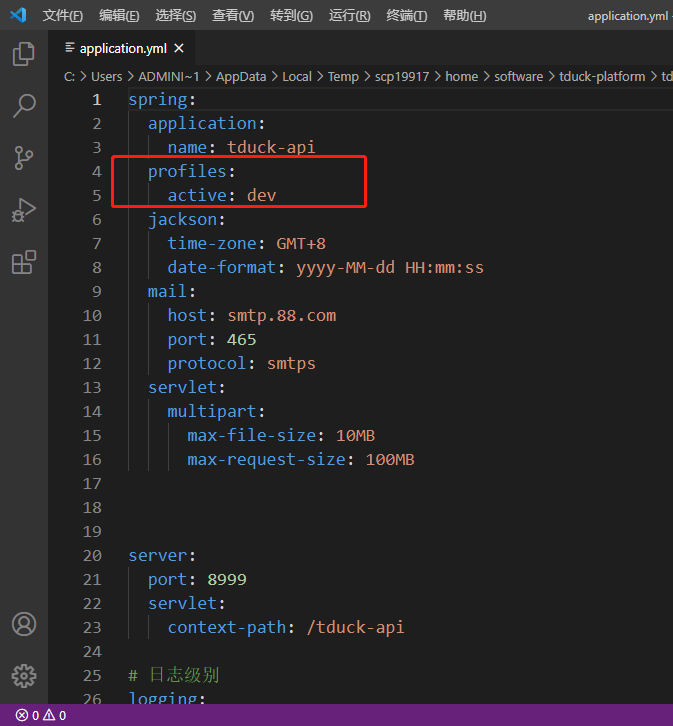 文件(F) 编辑(E) 选择(S) 查看(V) 转到(G) 运行(R) 终端(T) 帮助(H) application.yml -
application.yml ×
C: > Users > ADMINI~1 > AppData > Local > Temp > scp19917 > home > software > tduck-platform > td
1 spring:
2 application:
3 name: tduck-api
4 profiles:
5 active: dev
6 jackson:
7 time-zone: GMT+8
8 date-format: yyyy-MM-dd HH:mm:ss
9 mail:
10 host: smtp.88.com
11 port: 465
12 protocol: smtps
13 servlet:
14 multipart:
15 max-file-size: 10MB
16 max-request-size: 100MB
17
18
19
20 server:
21 port: 8999
22 servlet:
23 context-path: /tduck-api
24
25 # 日志级别
26 logging:
0 0